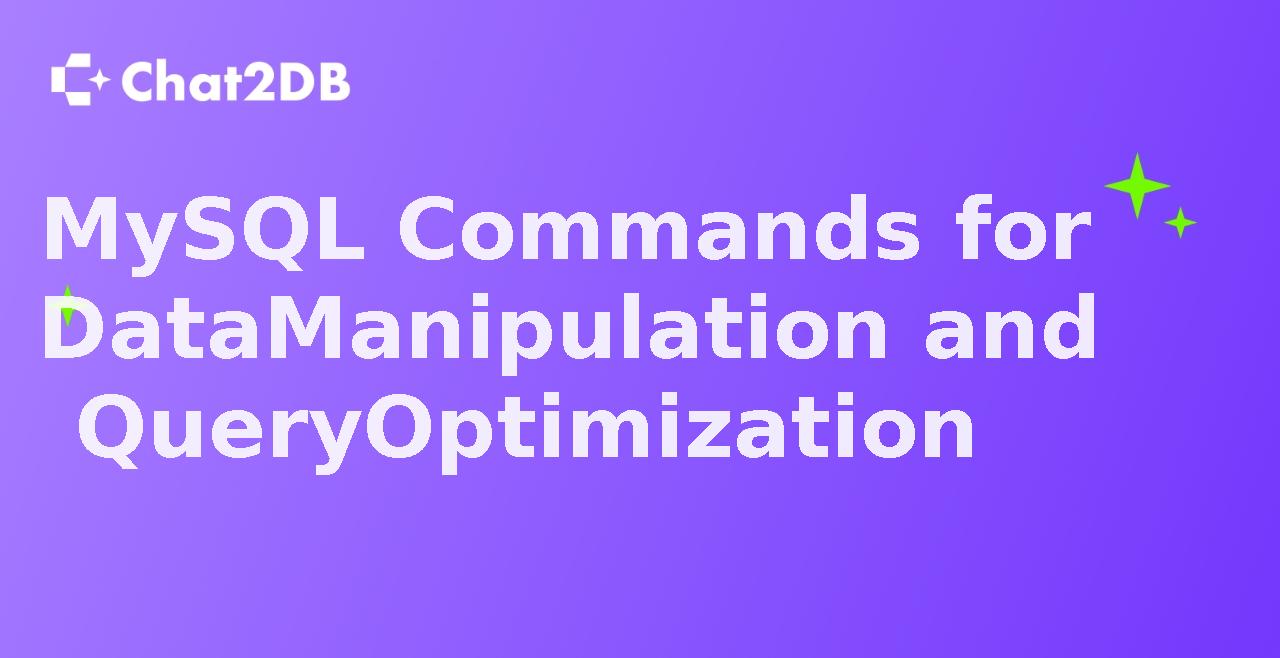 Chat2DB
MySQL Commands for
DataManipulation and
QueryOptimization